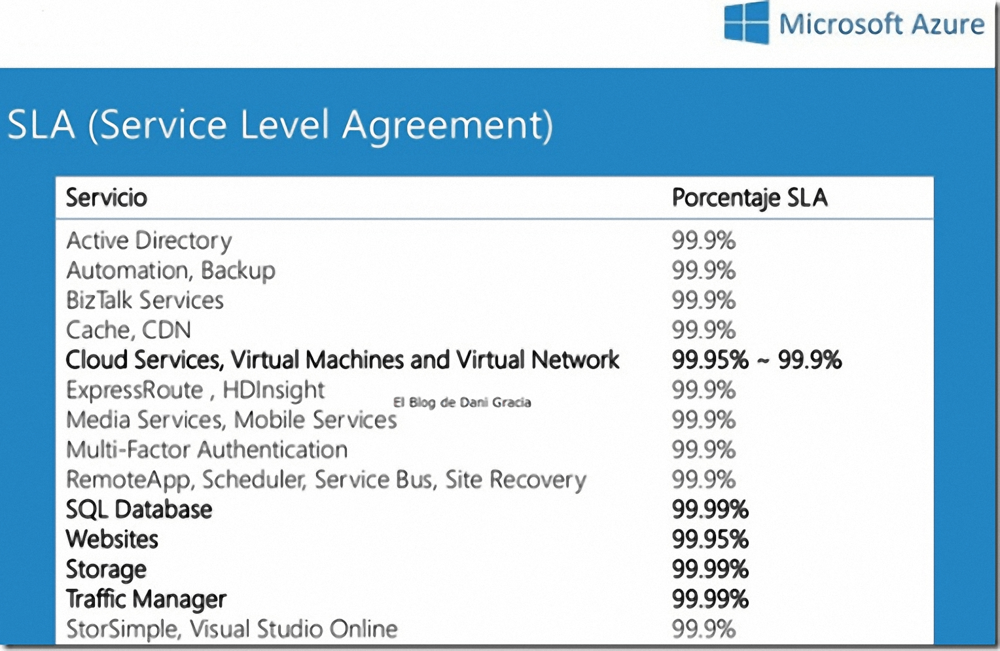 Microsoft Azure
SLA (Service Level Agreement)
Servicio Porcentaje SLA
Active Directory 99.9%
Automation, Backup 99.9%
BizTalk Services 99.9%
Cache, CDN 99.9%
Cloud Services, Virtual Machines and Virtual Network 99.95% ~ 99.9%
ExpressRoute , HDInsight 99.9%
El Blog de Dani Gracia
Media Services, Mobile Services 99.9%
Multi-Factor Authentication 99.9%
RemoteApp, Scheduler, Service Bus, Site Recovery 99.9%
SQL Database 99.99%
Websites 99.95%
Storage 99.99%
Traffic Manager 99.99%
StorSimple, Visual Studio Online 99.9%